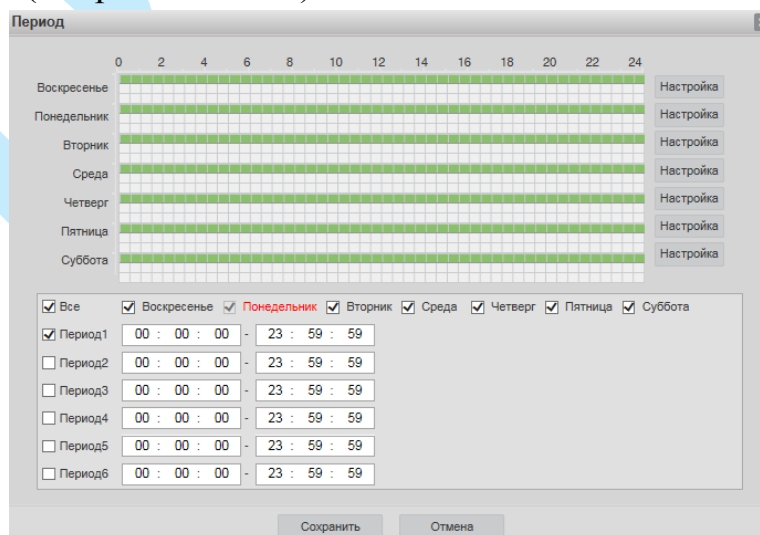 Период
0 2 4 6 8 10 12 14 16 18 20 22 24
Воскресенье Настройка
Понедельник Настройка
Вторник Настройка
Среда Настройка
Четверг Настройка
Пятница Настройка
Суббота Настройка
Все Воскресенье Понедельник Вторник Среда Четверг Пятница Суббота
Период1 00 : 00 : 00 - 23 : 59 : 59
Период2 00 : 00 : 00 - 23 : 59 : 59
Период3 00 : 00 : 00 - 23 : 59 : 59
Период4 00 : 00 : 00 - 23 : 59 : 59
Период5 00 : 00 : 00 - 23 : 59 : 59
Период6 00 : 00 : 00 - 23 : 59 : 59
Сохранить Отмена